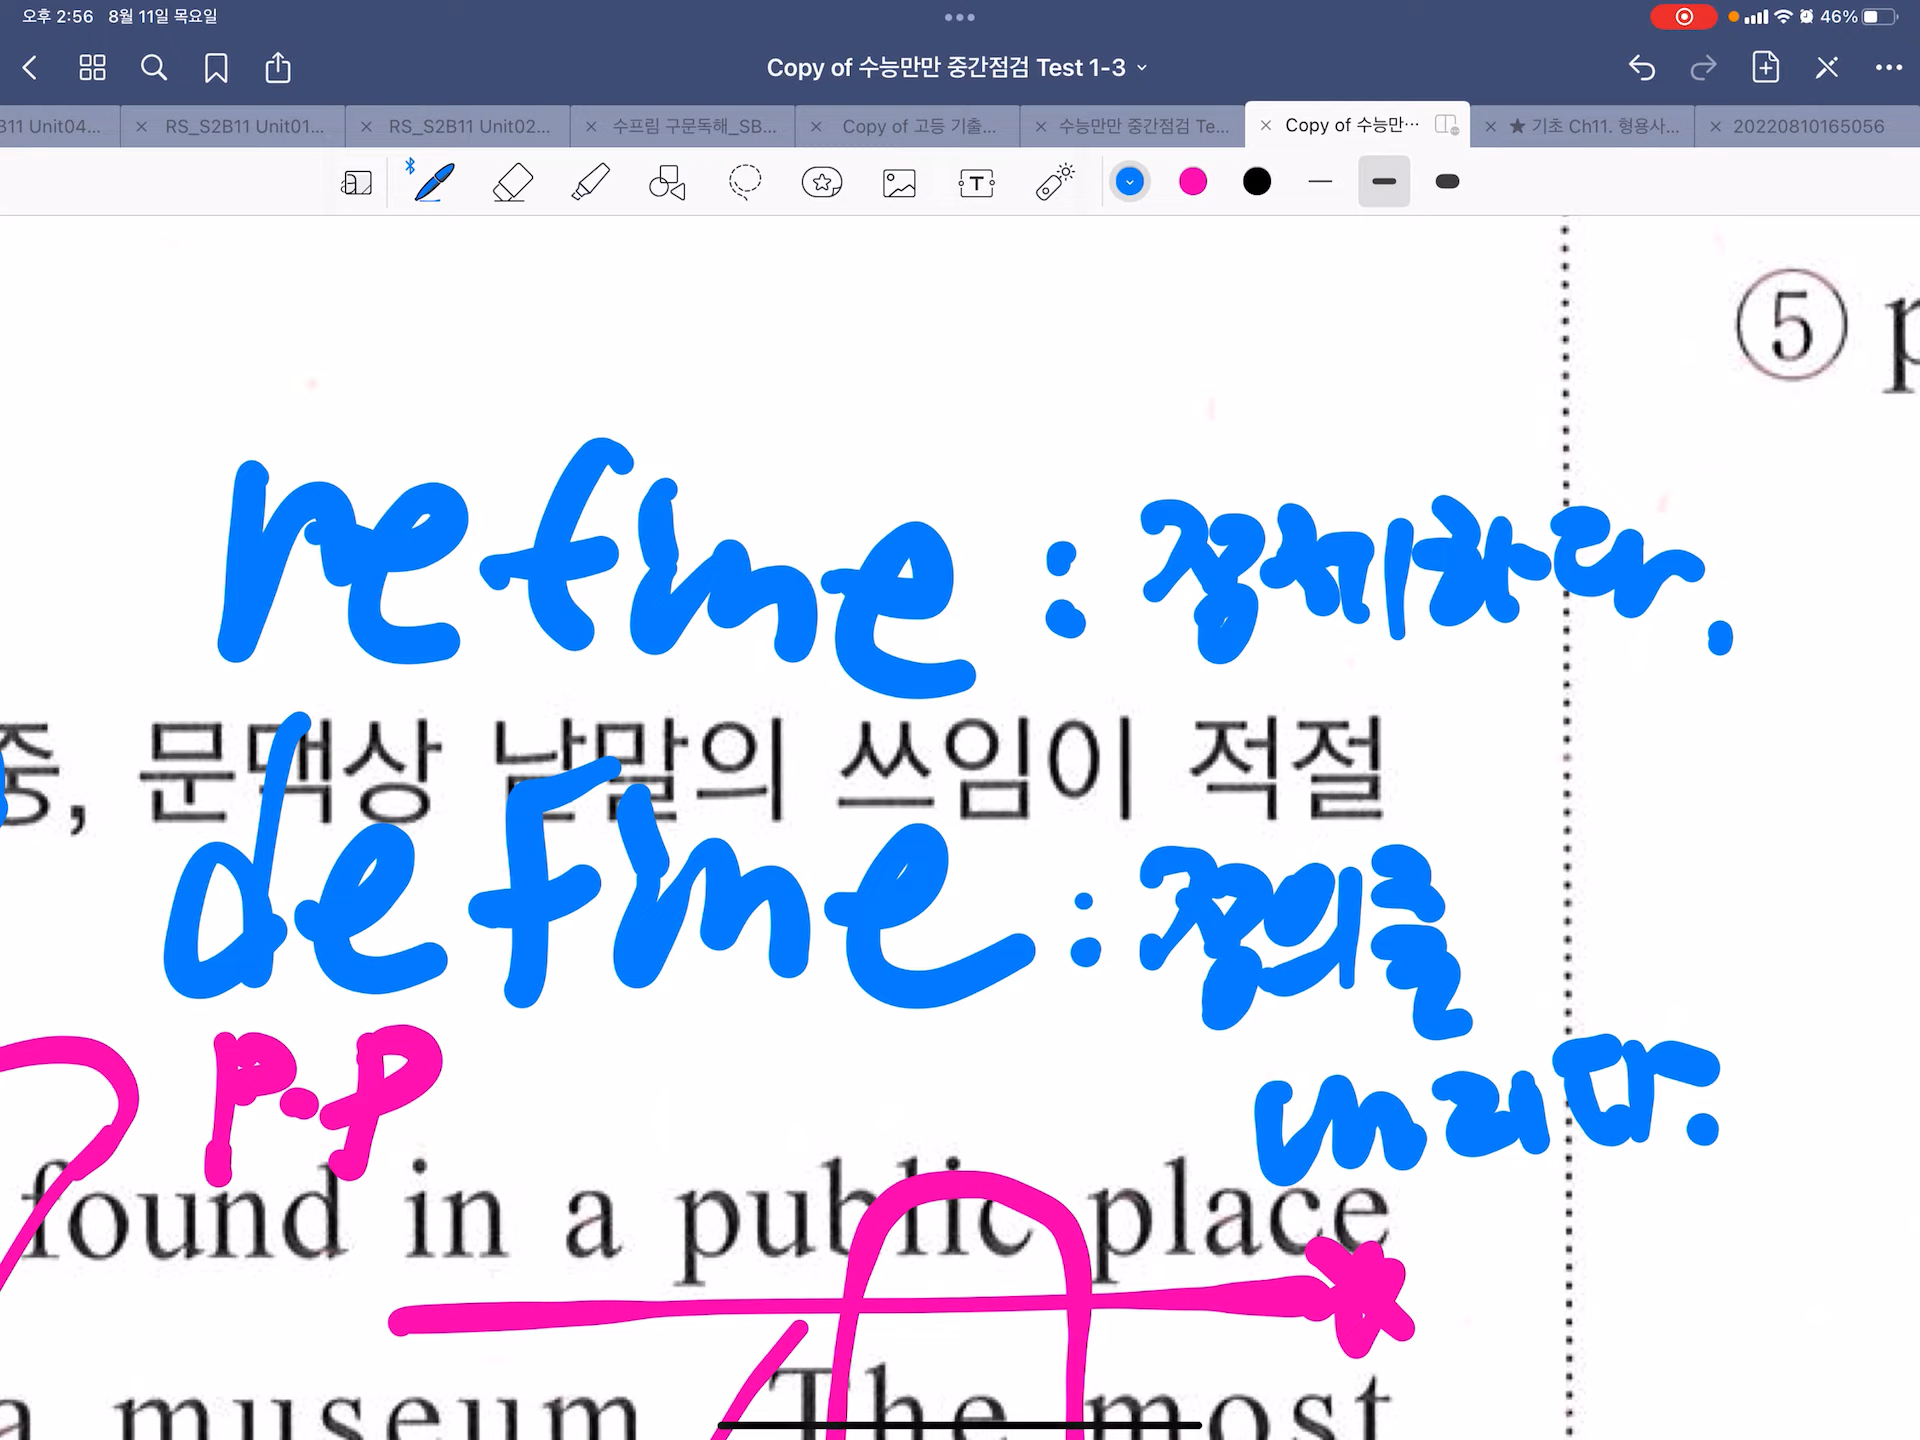 오후 2:56 8월 11일 목요일 46%
Copy of 수능만만 중간점검 Test 1-3
311 Unit04... RS_S2B11 Unit01... RS_S2B11 Unit02... 수프림 구문독해_SB... Copy of 고등 기출... 수능만만 중간점검 Te... Copy of 수능만... ★ 기초 Ch11. 형용사... 20220810165056
⑤ p
refine : 정제하다.
중, 문맥상 낱말의 쓰임이 적절
define : 정의를
내리다.
p.p
found in a public place
a museum The most